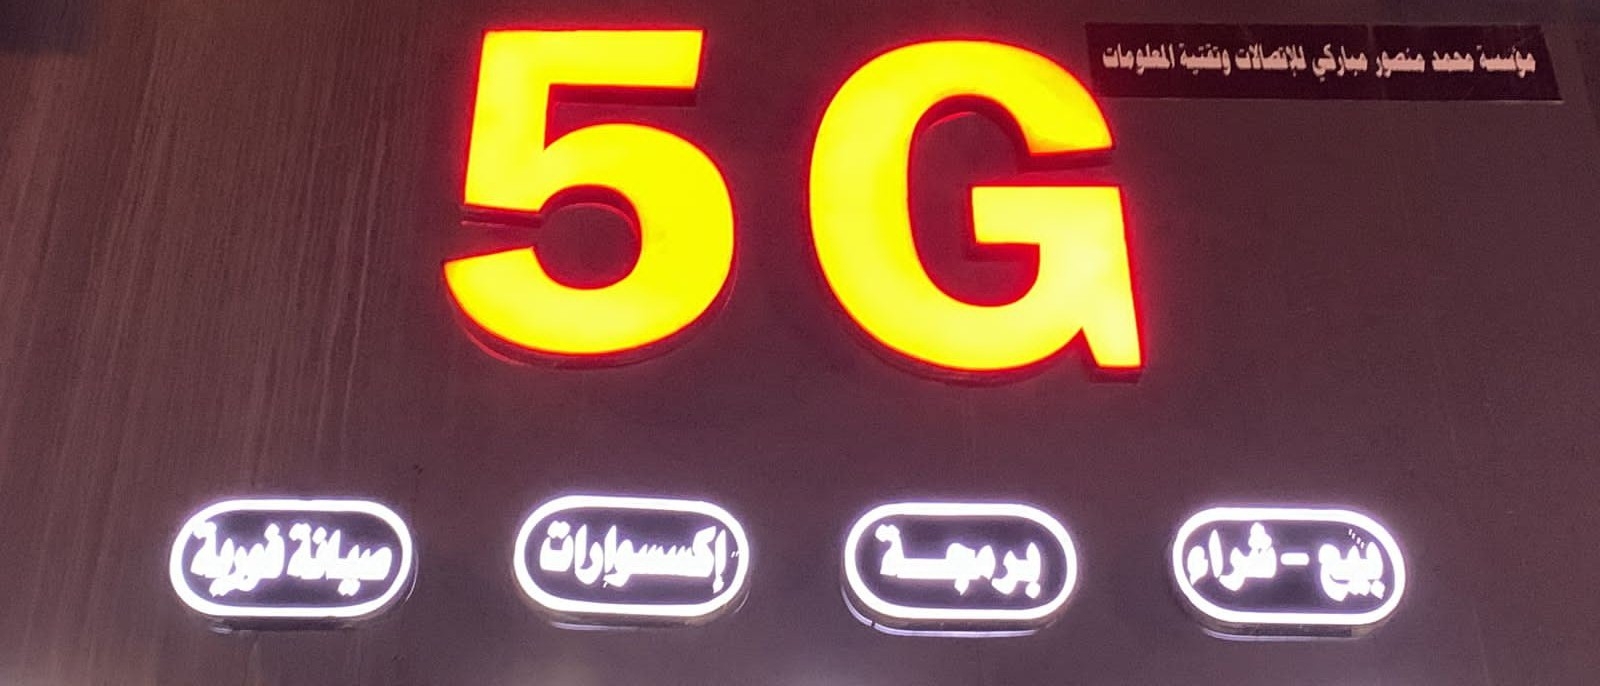 5G
مؤسسة محمد منصور مباركي للإتصالات وتقنية المعلومات
بيع - شراء
برمجة
إكسسوارات
صيانة فورية